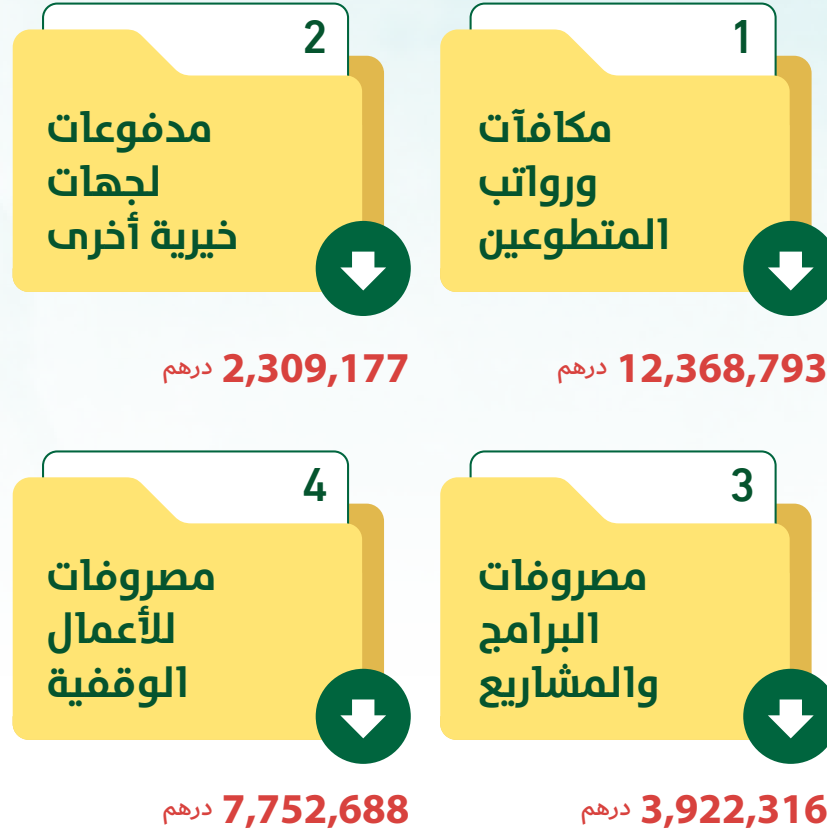 1
مكافآت
ورواتب
المتطوعين
12,368,793 درهم
2
مدفوعات
لجهات
خيرية أخرى
2,309,177 درهم
3
مصروفات
البرامج
والمشاريع
3,922,316 درهم
4
مصروفات
للأعمال
الوقفية
7,752,688 درهم